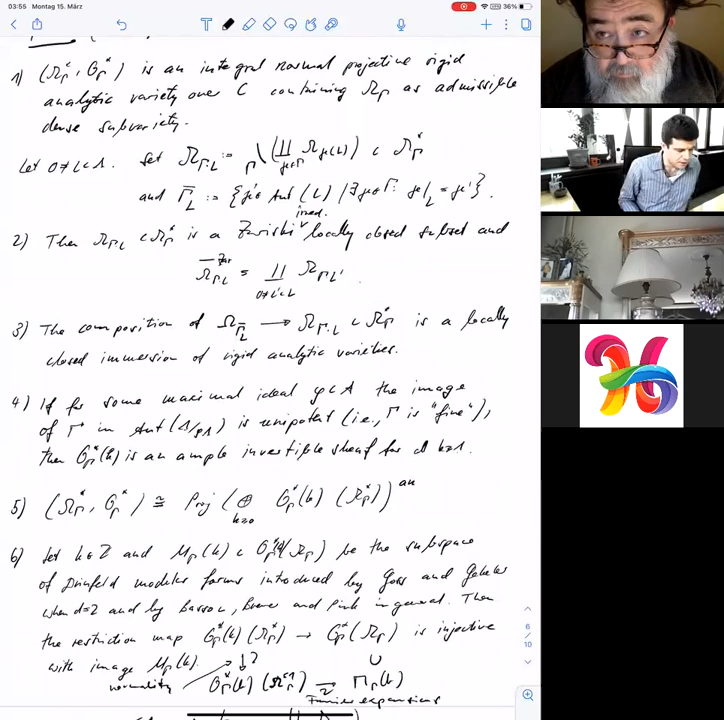 03:55 Montag 15. März 36%
1) (Ω_Γ^*, O_Γ^*) is an integral normal projective rigid
analytic variety over C containing Ω_Γ as admissible
dense subvariety.
Let 0≠L⊂Λ. Set Ω_{Γ,L} := Γ\(∐_{γ∈Γ} Ω_{γ(L)}) ⊂ Ω_Γ^*
and Γ̄_L := {γ'∈ Aut(L) | ∃γ∈Γ: γ|_L = γ'}.
2) Then Ω_{Γ,L} ⊂ Ω_Γ^* is a Zariski locally closed subset and
Ω̄_{Γ,L}^{Zar} = ∐_{0≠L'⊂L} Ω_{Γ,L'}.
3) The composition of Ω_{Γ̄_L} → Ω_{Γ,L} ⊂ Ω_Γ^* is a locally
closed immersion of rigid analytic varieties.
4) If for some maximal ideal ⊂A the image
of Γ in Aut(Λ/Λ) is unipotent (i.e., Γ is "fine"),
then O_Γ^*(k) is an ample invertible sheaf for all k≥1.
5) (Ω_Γ^*, O_Γ^*) ≅ Proj(⊕_{k≥0} O_Γ^*(k)(Ω_Γ^*))^{an}
6) Let k∈ℤ and M_Γ(k) ⊂ O_Γ^*(k)(Ω_Γ) be the subspace
of Drinfeld modular forms introduced by Goss and Gekeler
when d=2 and by Basson, Breuer and Pink in general. Then
the restriction map O_Γ^*(k)(Ω_Γ^*) → O_Γ^*(Ω_Γ) is injective
with image M_Γ(k).
normality O_Γ^*(k) M_Γ(k)
Fourier expansions
6
10